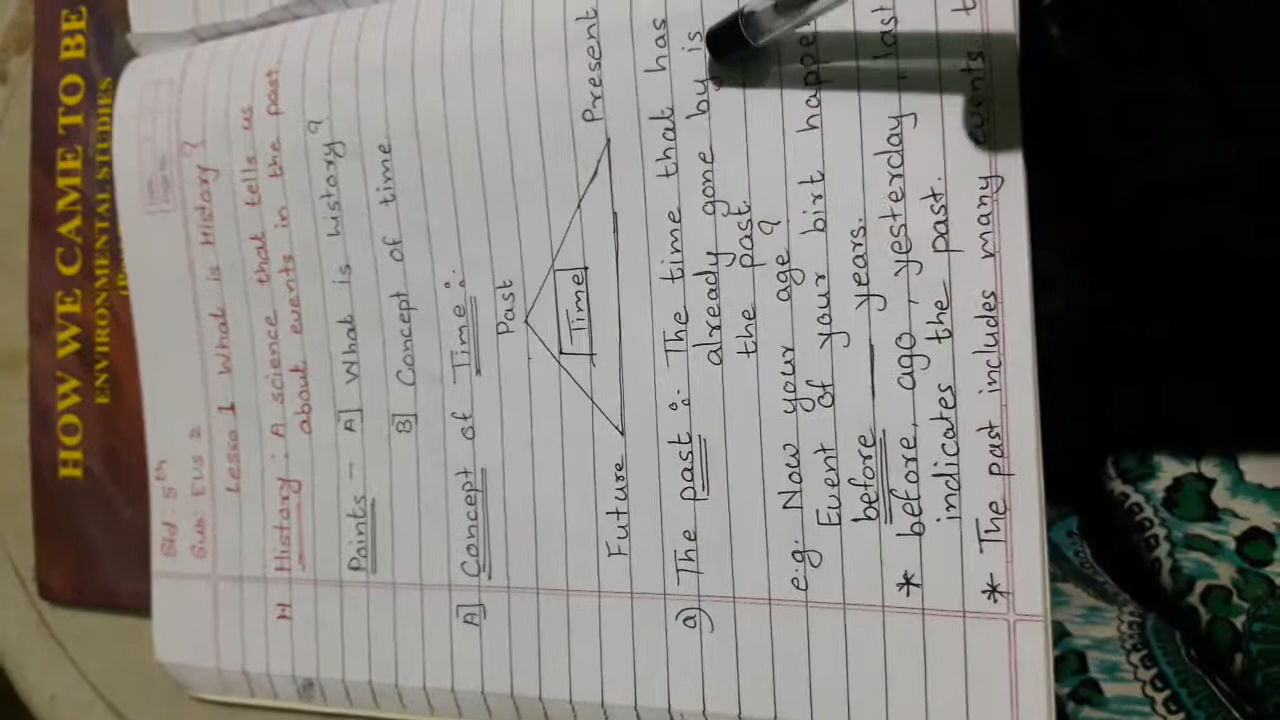 HOW WE CAME TO BE
ENVIRONMENTAL STUDIES
Std: 5th
Sub: EVS 2
Lesso 1 What is History?
H History : A science that tells us
about events in the past.
Points - A] What is history?
B] Concept of time
A] Concept of Time :
Past
Time
Future Present
a) The past : The time that has
already gone by is
the past.
e.g. Now your age ?
Event of your birt happe
before ___ years.
* before, ago, yesterday, last
indicates the past.
* The past includes many events t